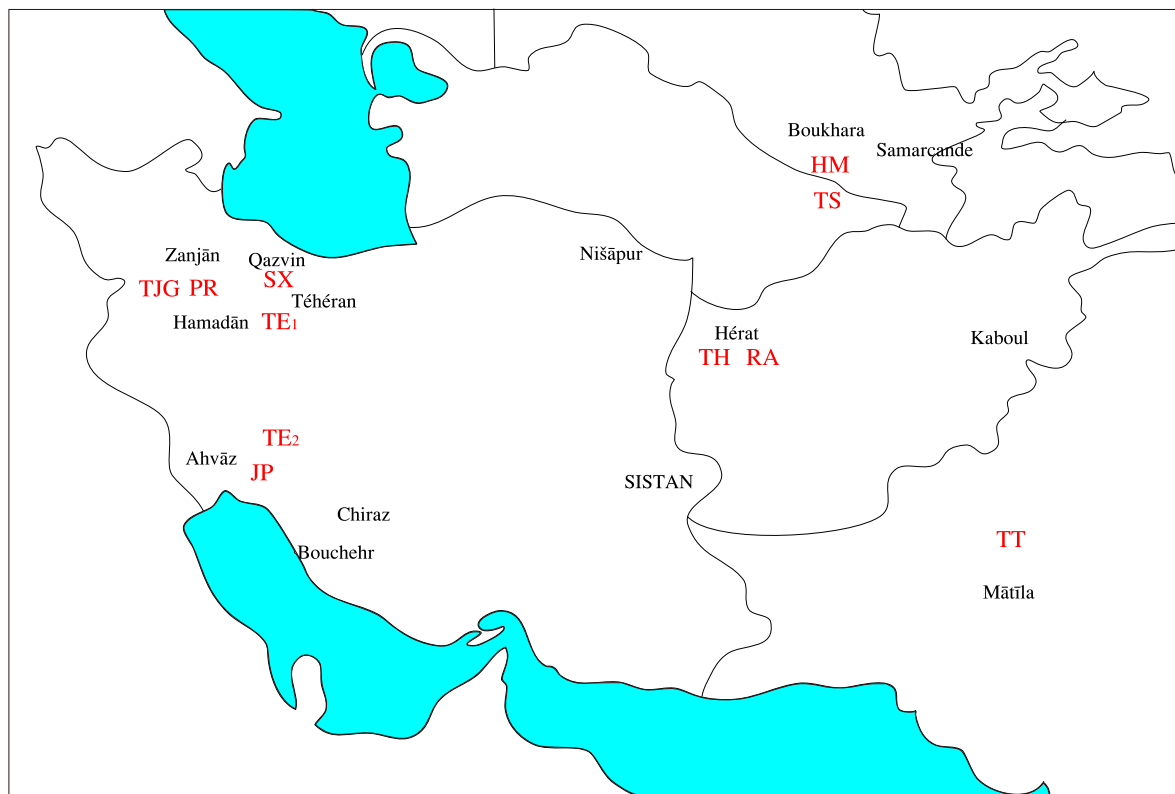 Boukhara
Samarcande
HM
TS
Zanjān
Qazvin
Nišāpur
TJG PR
SX
Téhéran
Hamadān
TE1
Hérat
Kaboul
TH RA
TE2
Ahvāz
JP
SISTAN
Chiraz
Bouchehr
TT
Mātīla